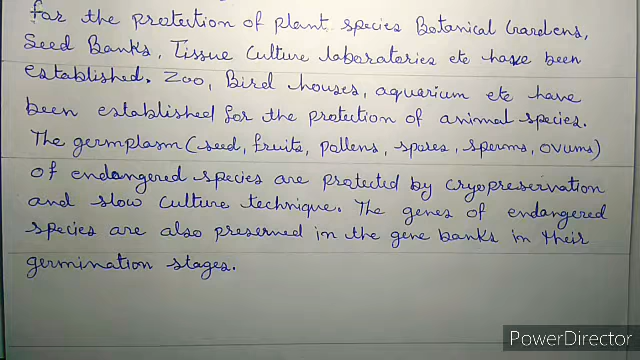 for the protection of plant species Botanical Gardens,
Seed Banks, Tissue Culture laboratories etc have been
established. Zoo, Bird houses, aquarium etc have
been established for the protection of animal species.
The germplasm (seed, fruits, pollens, spores, sperms, ovums)
of endangered species are protected by cryopreservation
and slow culture technique. The genes of endangered
species are also preserved in the gene banks in their
germination stages.
PowerDirector